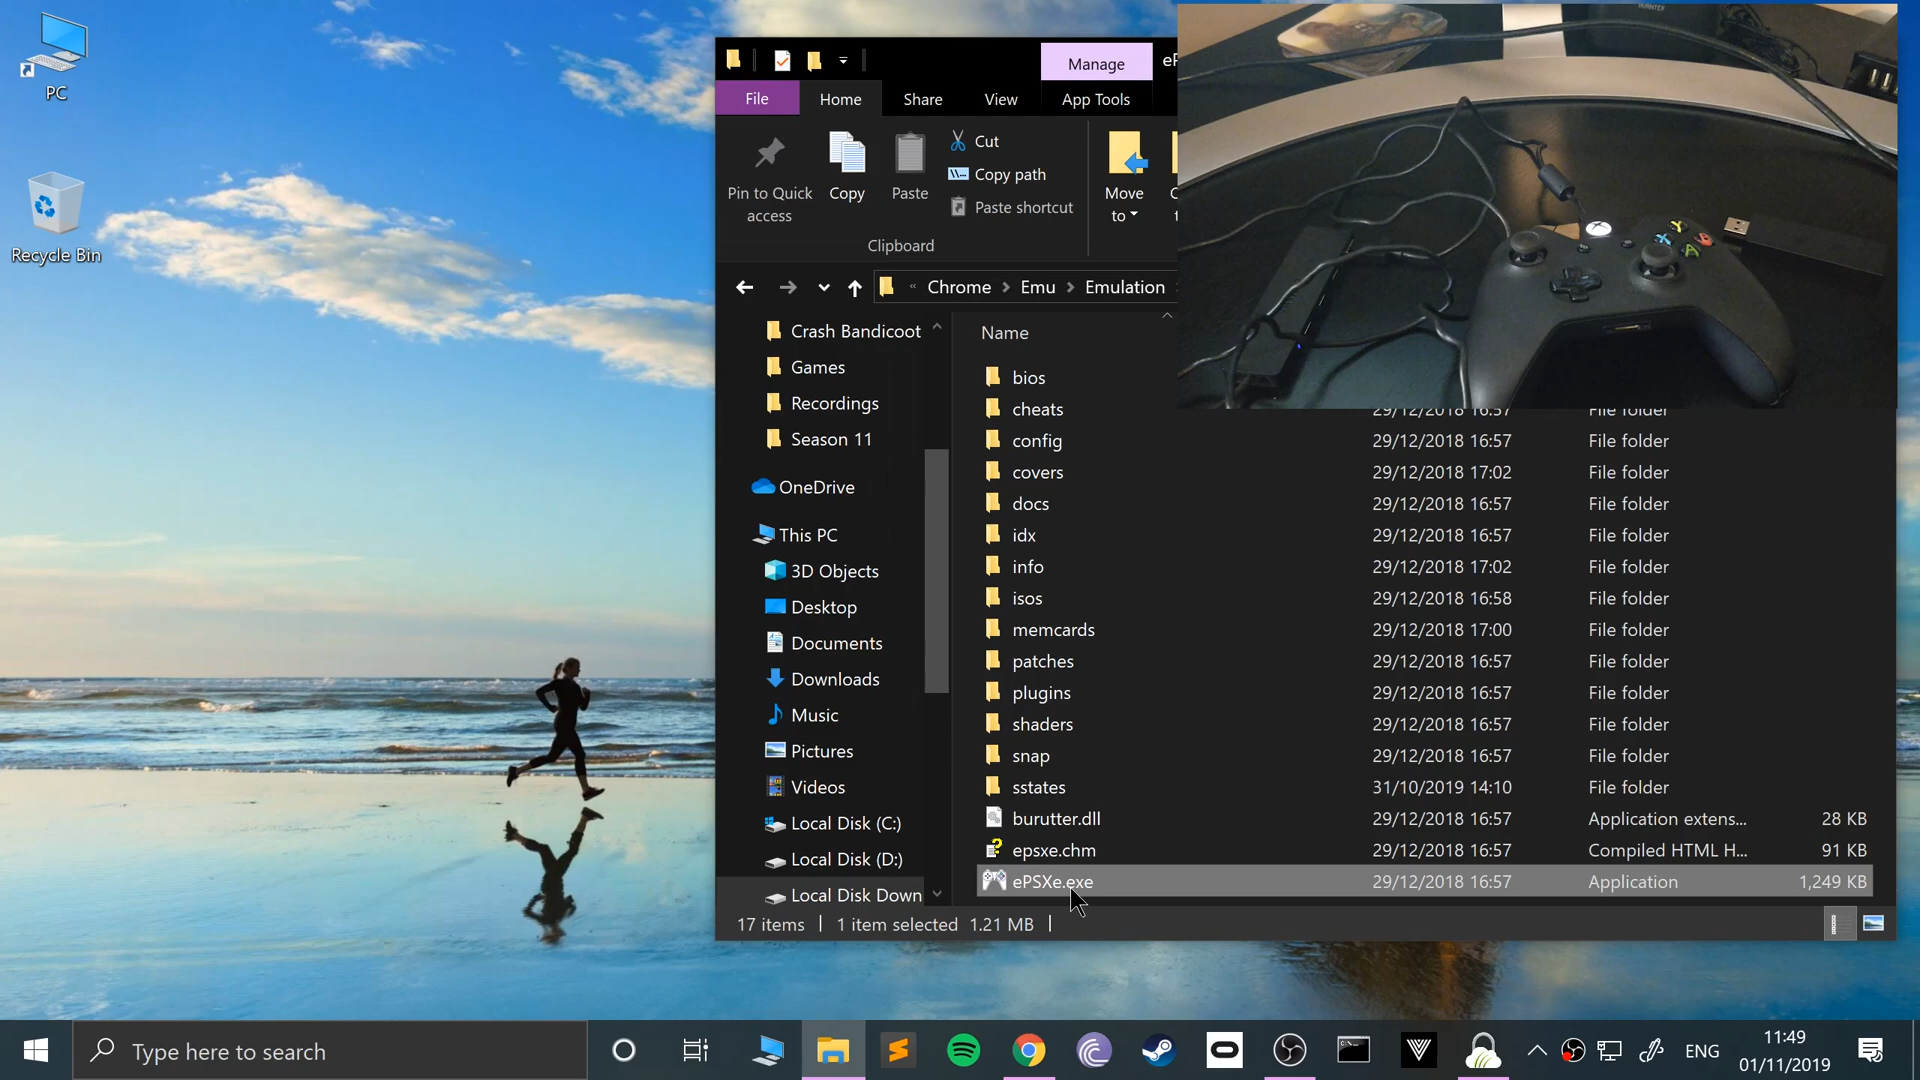 PC
Recycle Bin
Manage
eP
File
Home
Share
View
App Tools
Pin to Quick access
Copy
Paste
Cut
Copy path
Paste shortcut
Move to
Clipboard
« Chrome > Emu > Emulation
Crash Bandicoot
Games
Recordings
Season 11
OneDrive
This PC
3D Objects
Desktop
Documents
Downloads
Music
Pictures
Videos
Local Disk (C:)
Local Disk (D:)
Local Disk Down
Name
bios
cheats 29/12/2018 16:57 File folder
config 29/12/2018 16:57 File folder
covers 29/12/2018 17:02 File folder
docs 29/12/2018 16:57 File folder
idx 29/12/2018 16:57 File folder
info 29/12/2018 17:02 File folder
isos 29/12/2018 16:58 File folder
memcards 29/12/2018 17:00 File folder
patches 29/12/2018 16:57 File folder
plugins 29/12/2018 16:57 File folder
shaders 29/12/2018 16:57 File folder
snap 29/12/2018 16:57 File folder
sstates 31/10/2019 14:10 File folder
burutter.dll 29/12/2018 16:57 Application extens... 28 KB
epsxe.chm 29/12/2018 16:57 Compiled HTML H... 91 KB
ePSXe.exe 29/12/2018 16:57 Application 1,249 KB
17 items 1 item selected 1.21 MB
Type here to search
ENG
11:49
01/11/2019